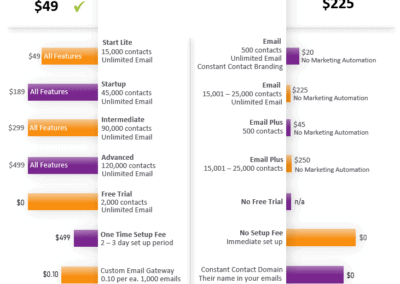 $49
$225
$49 All Features
Start Lite
15,000 contacts
Unlimited Email
$189 All Features
Startup
45,000 contacts
Unlimited Email
$299 All Features
Intermediate
90,000 contacts
Unlimited Email
$499 All Features
Advanced
120,000 contacts
Unlimited Email
$0
Free Trial
2,000 contacts
Unlimited Email
$499
One Time Setup Fee
2 – 3 day set up period
$0.10
Custom Email Gateway
0.10 per ea. 1,000 emails
Email
500 contacts
Unlimited Email
Constant Contact Branding
$20
No Marketing Automation
Email
15,001 – 25,000 contacts
Unlimited Email
$225
No Marketing Automation
Email Plus
500 contacts
$45
No Marketing Automation
Email Plus
15,001 – 25,000 contacts
$250
No Marketing Automation
No Free Trial
n/a
No Setup Fee
Immediate set up
$0
Constant Contact Domain
Their name in your emails
$0